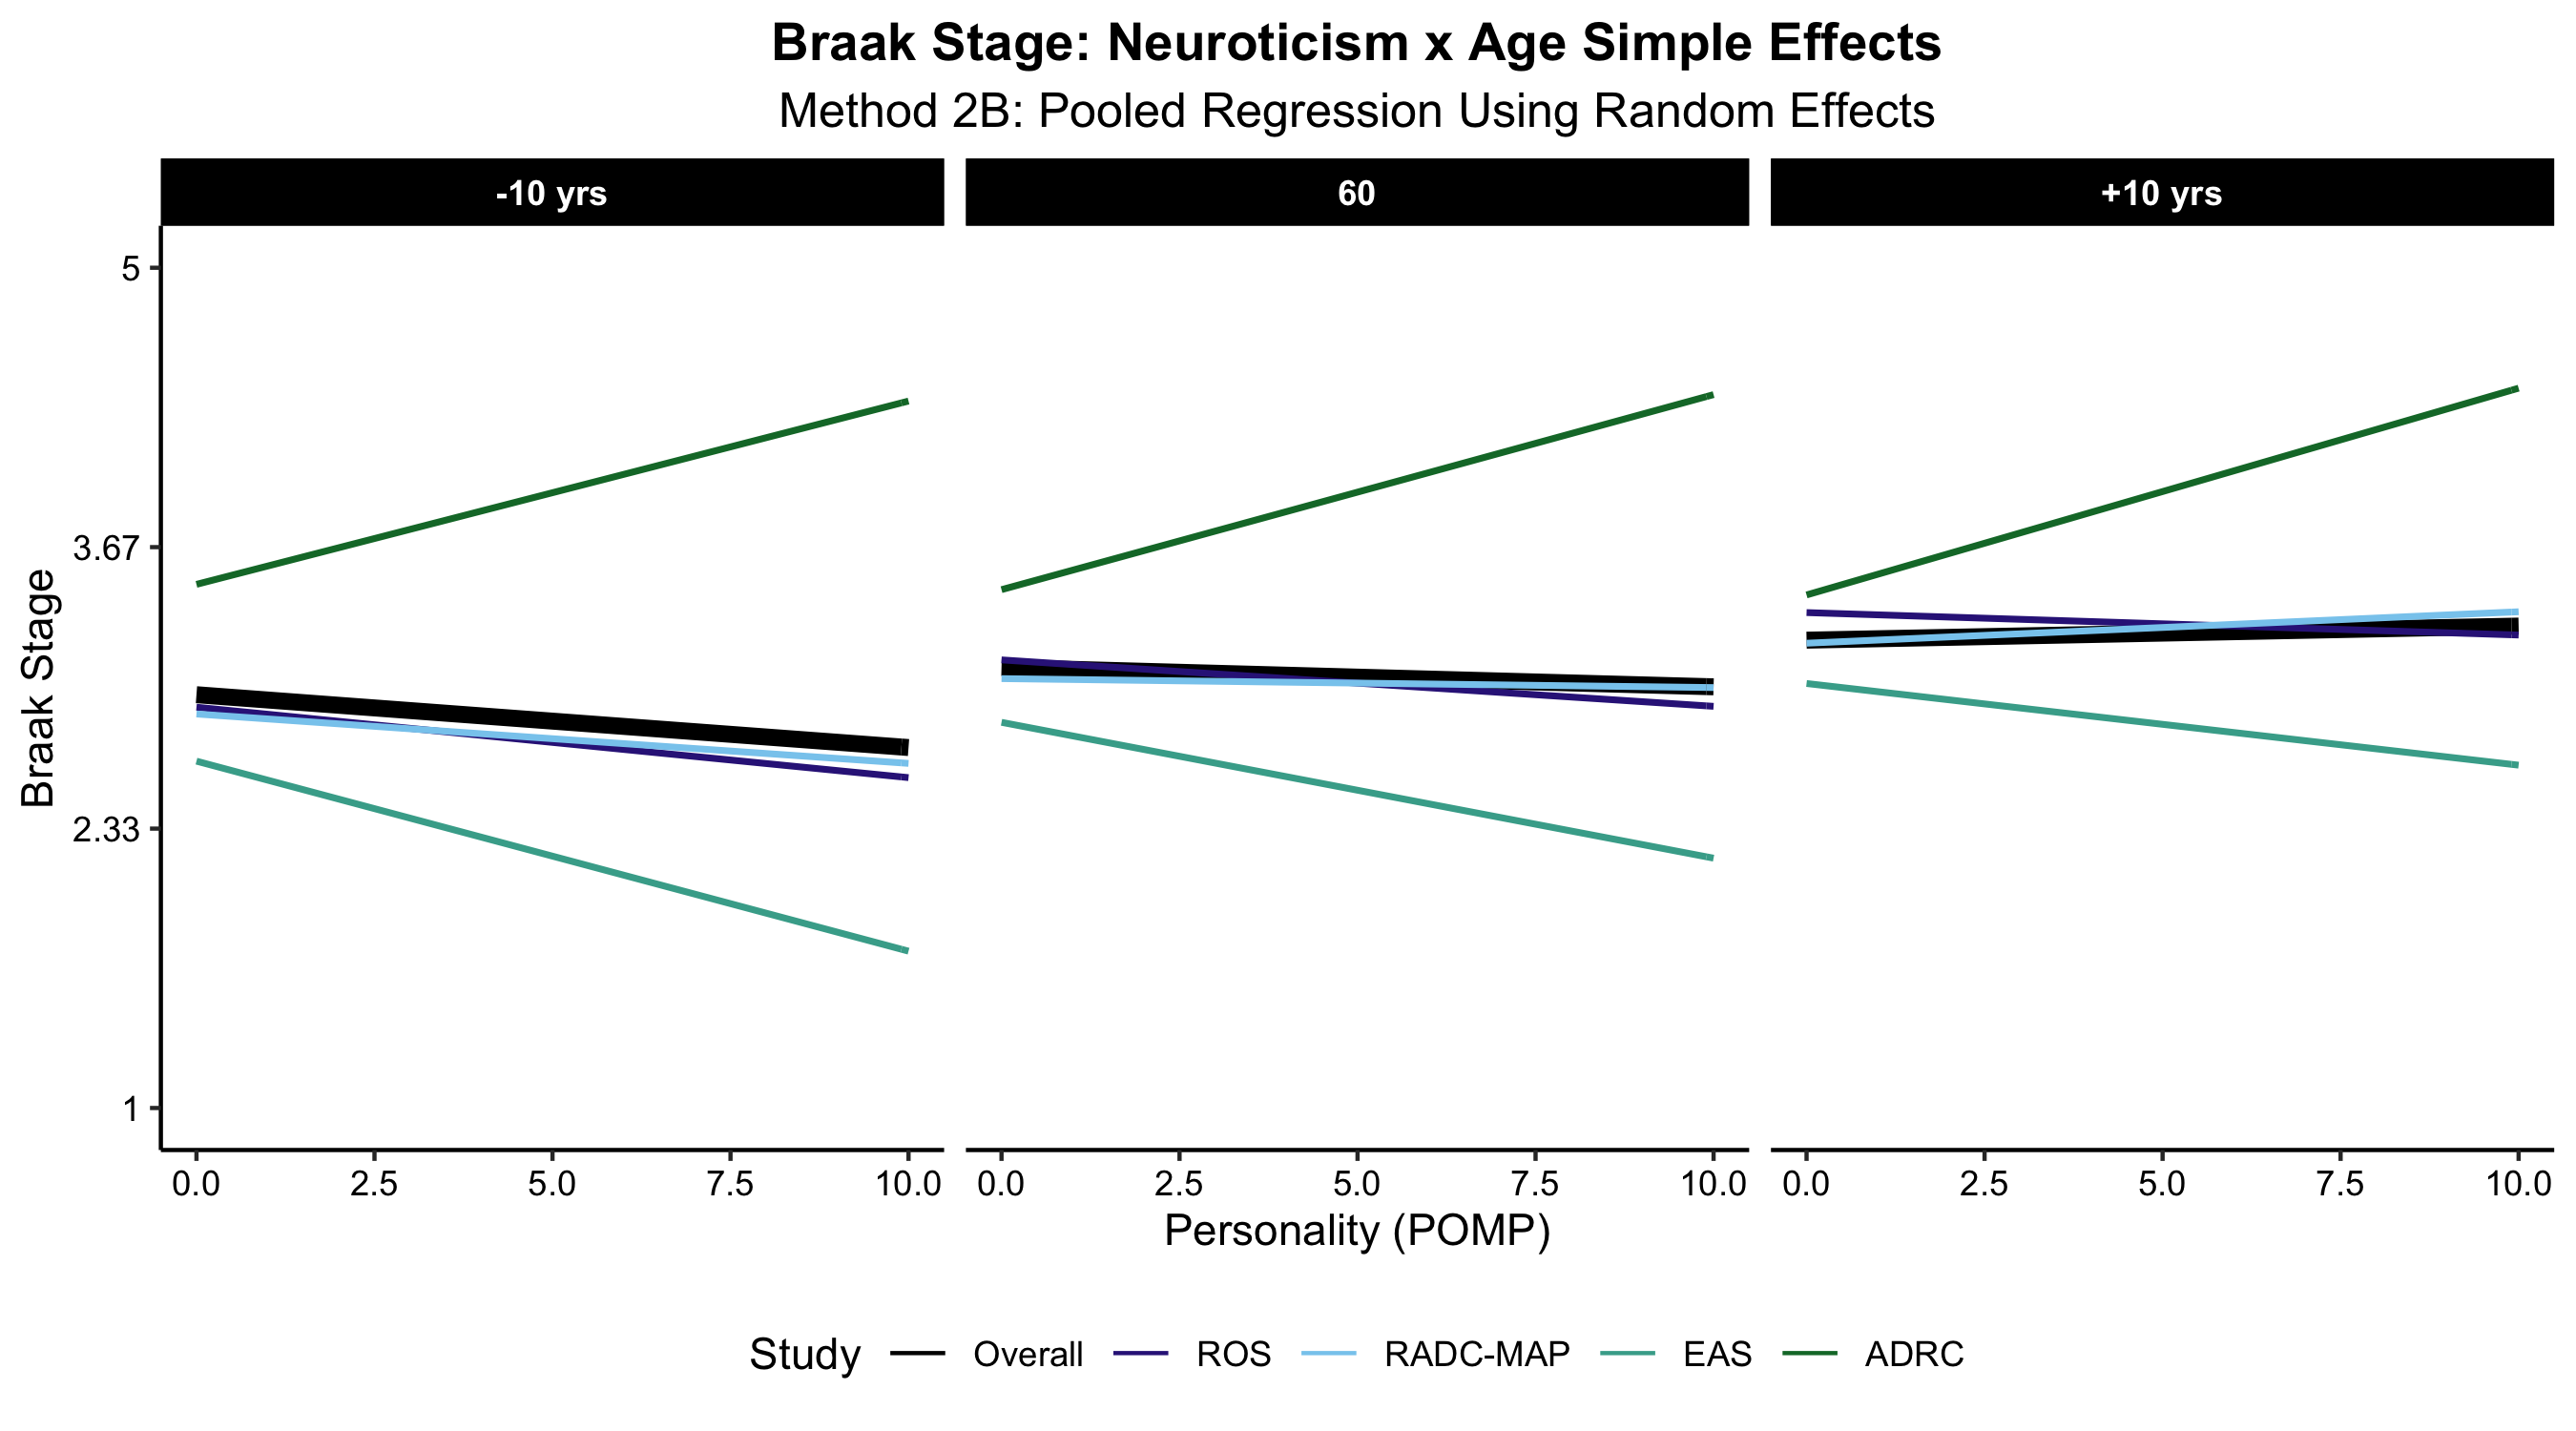 Braak Stage: Neuroticism x Age Simple Effects
Method 2B: Pooled Regression Using Random Effects
-10 yrs 60 +10 yrs
5
3.67
2.33
1
Braak Stage
0.0 2.5 5.0 7.5 10.0 0.0 2.5 5.0 7.5 10.0 0.0 2.5 5.0 7.5 10.0
Personality (POMP)
Study Overall ROS RADC-MAP EAS ADRC